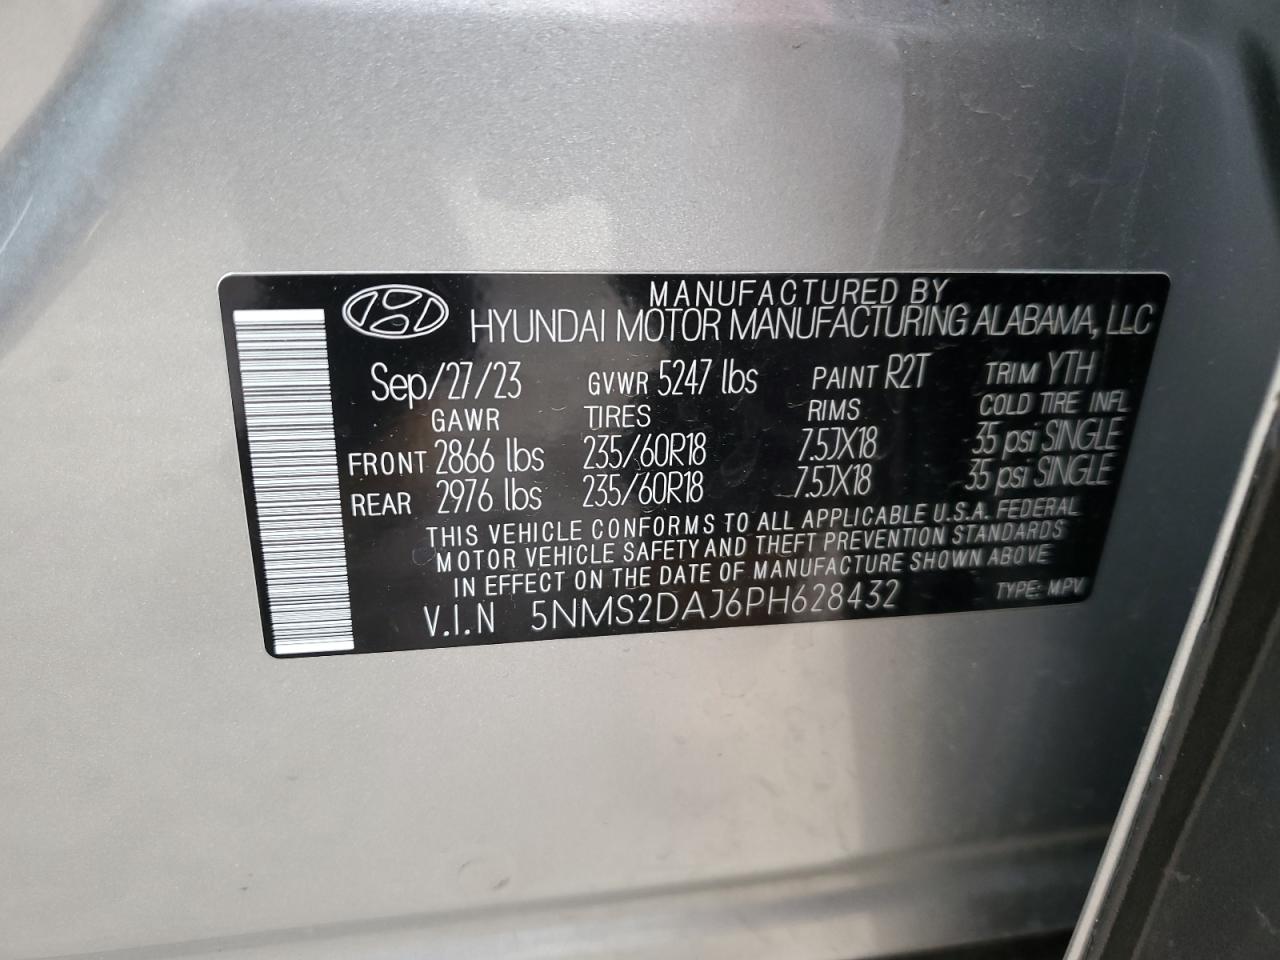 MANUFACTURED BY
HYUNDAI MOTOR MANUFACTURING ALABAMA, LLC
Sep/27/23 GVWR 5247 lbs PAINT R2T TRIM YTH
GAWR TIRES RIMS COLD TIRE INFL
FRONT 2866 lbs 235/60R18 7.5JX18 35 psi SINGLE
REAR 2976 lbs 235/60R18 7.5JX18 35 psi SINGLE
THIS VEHICLE CONFORMS TO ALL APPLICABLE U.S.A. FEDERAL
MOTOR VEHICLE SAFETY AND THEFT PREVENTION STANDARDS
IN EFFECT ON THE DATE OF MANUFACTURE SHOWN ABOVE
V.I.N 5NMS2DAJ6PH628432 TYPE: MPV